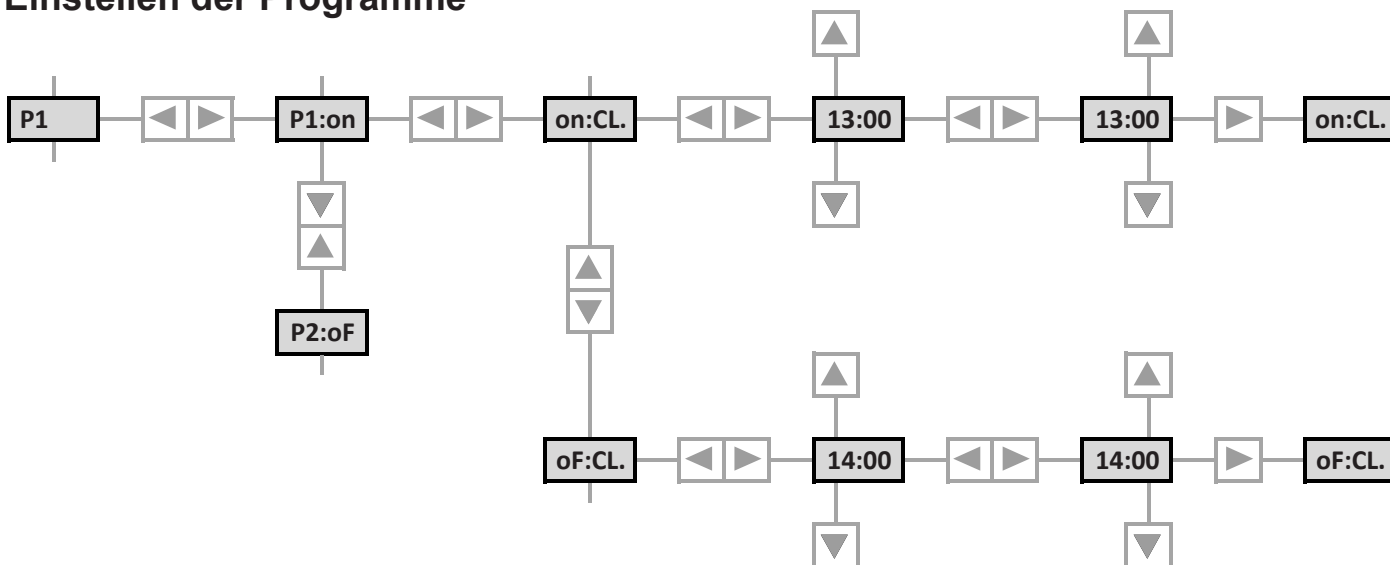 Einstellen der Programme
P1 P1:on on:CL. 13:00 13:00 on:CL.
P2:oF
oF:CL. 14:00 14:00 oF:CL.